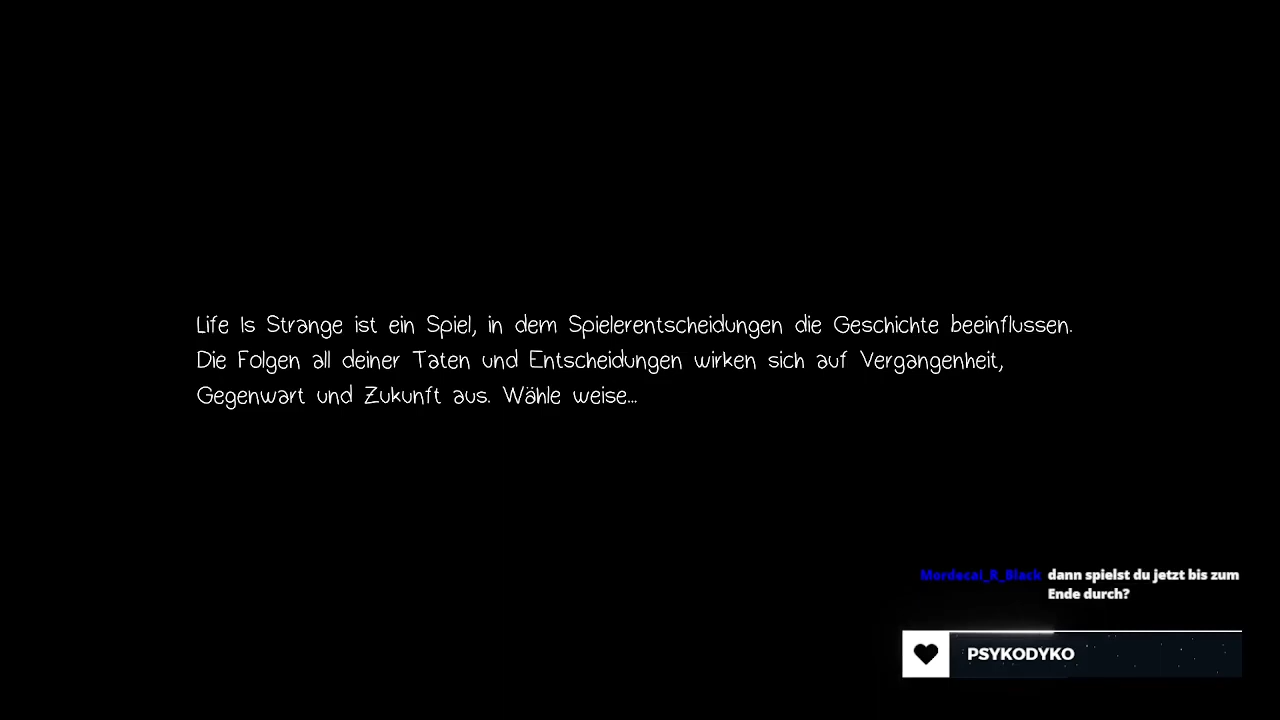 Life Is Strange ist ein Spiel, in dem Spielerentscheidungen die Geschichte beeinflussen.
Die Folgen all deiner Taten und Entscheidungen wirken sich auf Vergangenheit,
Gegenwart und Zukunft aus. Wähle weise...
Mordecai_R_Black dann spielst du jetzt bis zum
Ende durch?
PSYKODYKO